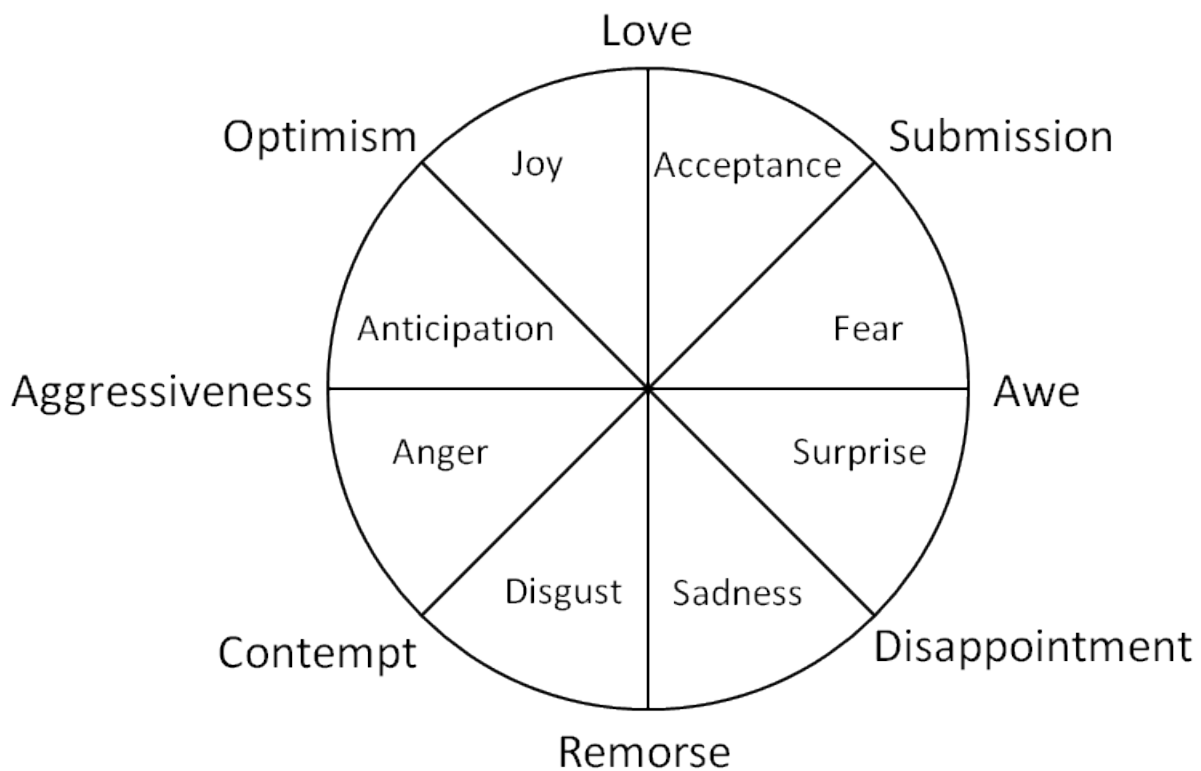 Love
Optimism
Submission
Joy
Acceptance
Anticipation
Fear
Aggressiveness
Awe
Anger
Surprise
Disgust
Sadness
Contempt
Disappointment
Remorse